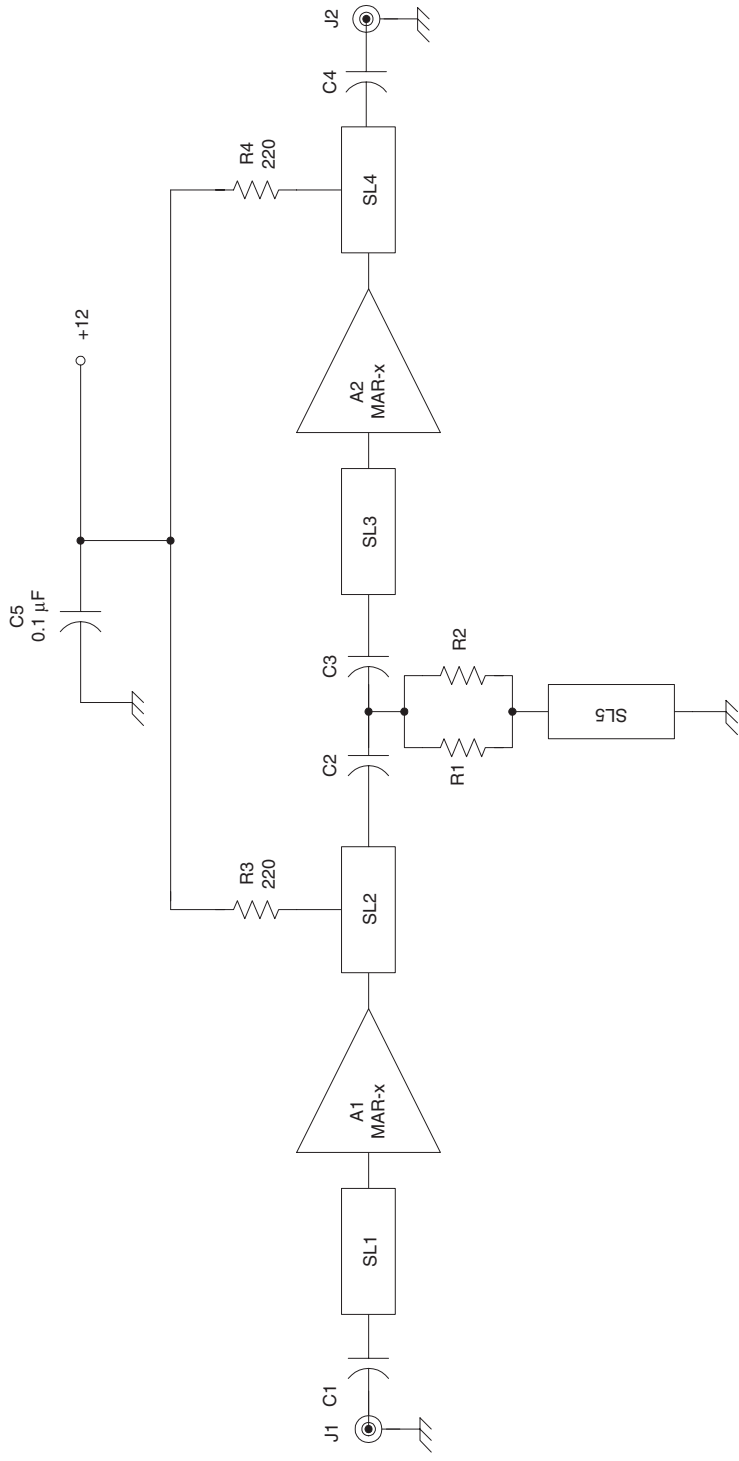 C5
0.1 µF
+12
R3
220
R4
220
J1
C1
SL1
A1
MAR-x
SL2
C2
C3
SL3
A2
MAR-x
SL4
C4
J2
R1
R2
SL5